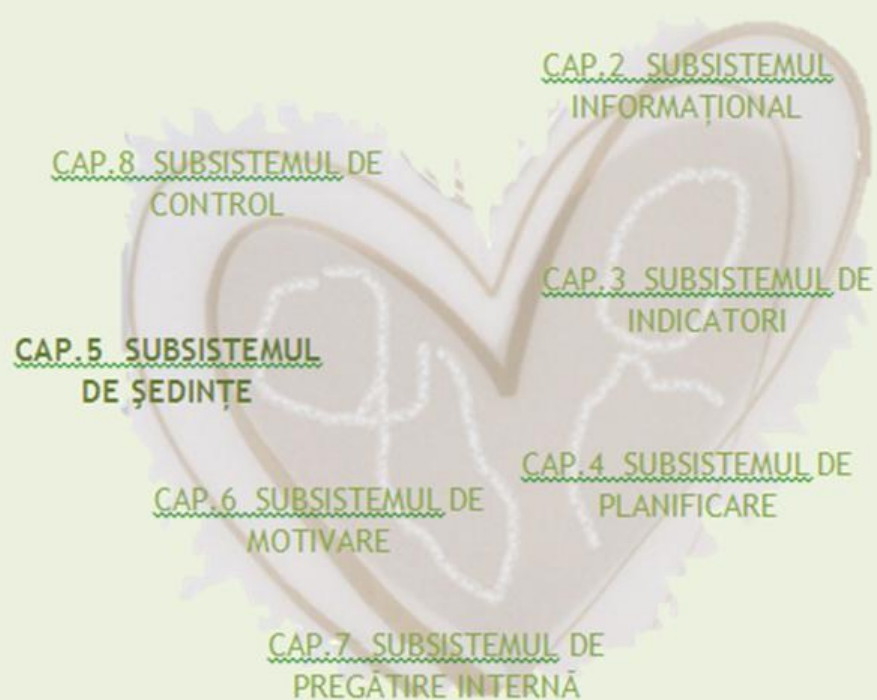 CAP.2 SUBSISTEMUL
INFORMAȚIONAL
CAP.8 SUBSISTEMUL DE
CONTROL
CAP.3 SUBSISTEMUL DE
INDICATORI
CAP.5 SUBSISTEMUL
DE ŞEDINȚE
CAP.4 SUBSISTEMUL DE
PLANIFICARE
CAP.6 SUBSISTEMUL DE
MOTIVARE
CAP.7 SUBSISTEMUL DE
PREGĂTIRE INTERNĂ